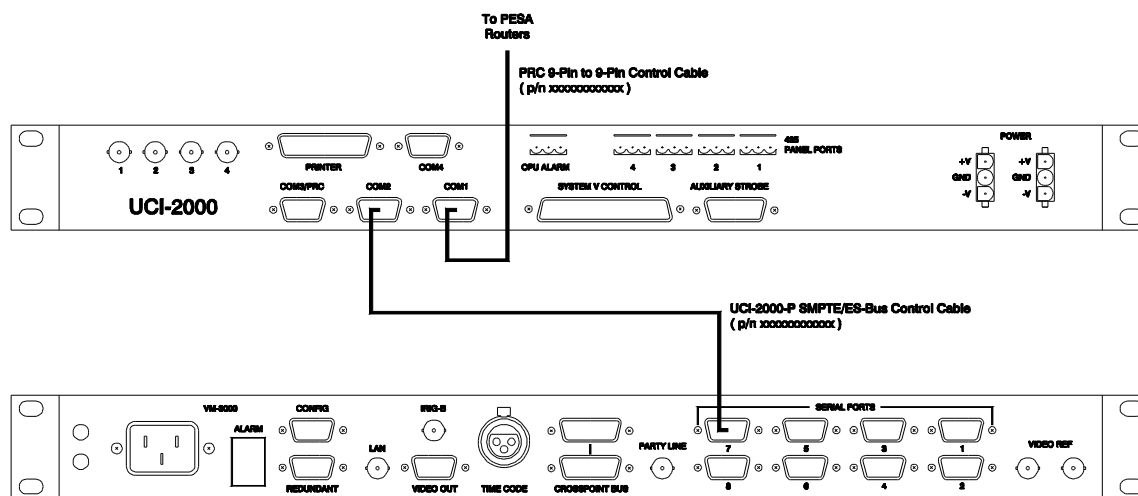 To PESA
Routers
PRC 9-Pin to 9-Pin Control Cable
( p/n xxxxxxxxxxxx )
1 2 3 4
PRINTER
COM4
CPU ALARM
4 3 2 1
485
PANEL PORTS
POWER
+V
GND
-V
+V
GND
-V
UCI-2000
COM3/PRC
COM2
COM1
SYSTEM V CONTROL
AUXILIARY STROBE
UCI-2000-P SMPTE/ES-Bus Control Cable
( p/n xxxxxxxxxxxx )
VM-3000
ALARM
CONFIG
REDUNDANT
LAN
IRIG-B
VIDEO OUT
TIME CODE
CROSSPOINT BUS
PARTY LINE
SERIAL PORTS
7 5 3 1
8 6 4 2
VIDEO REF